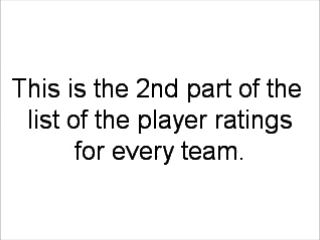 This is the 2nd part of the
list of the player ratings
for every team.